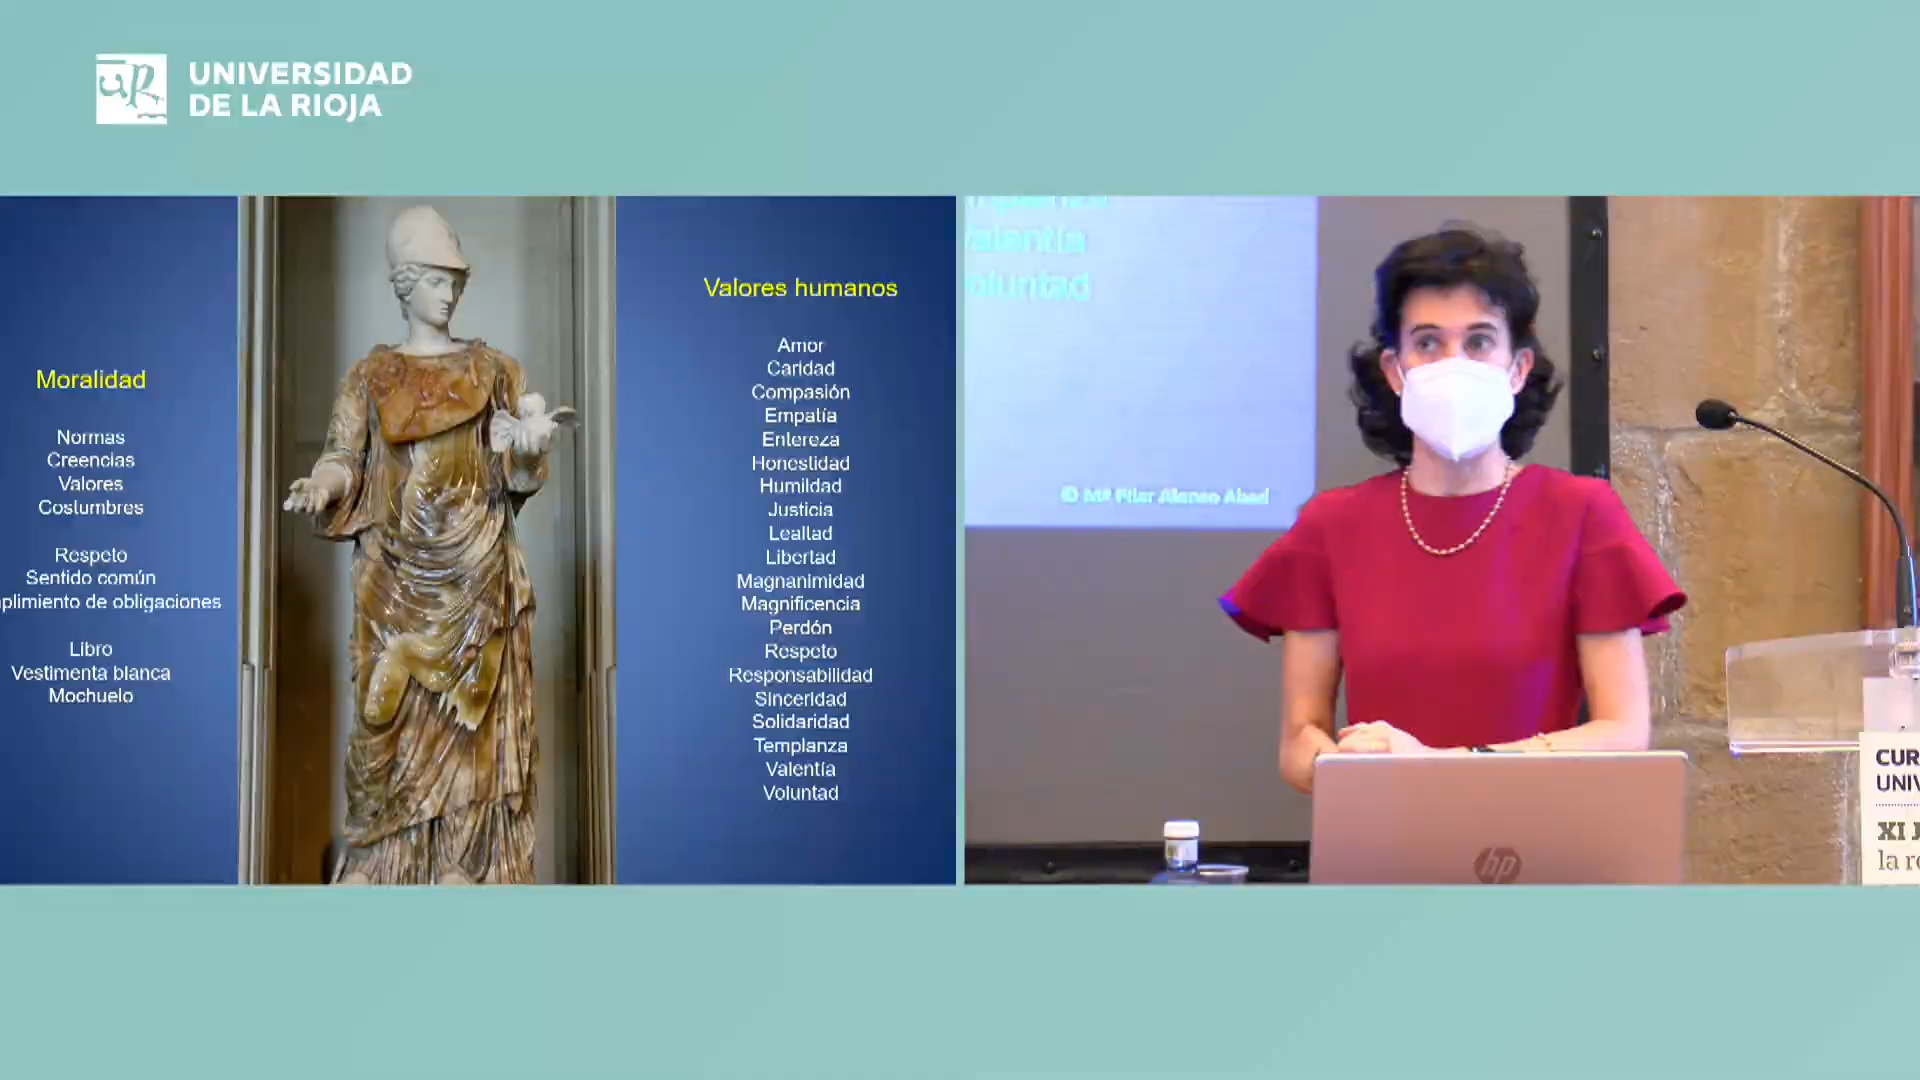 UNIVERSIDAD
DE LA RIOJA
Moralidad
Normas
Creencias
Valores
Costumbres
Respeto
Sentido común
plimiento de obligaciones
Libro
Vestimenta blanca
Mochuelo
Valores humanos
Amor
Caridad
Compasión
Empatía
Entereza
Honestidad
Humildad
Justicia
Lealtad
Libertad
Magnanimidad
Magnificencia
Perdón
Respeto
Responsabilidad
Sinceridad
Solidaridad
Templanza
Valentía
Voluntad
Valentía
oluntad
© Mª Pilar Alonso Abad
hp
CUR
UNIV
XI J
la r